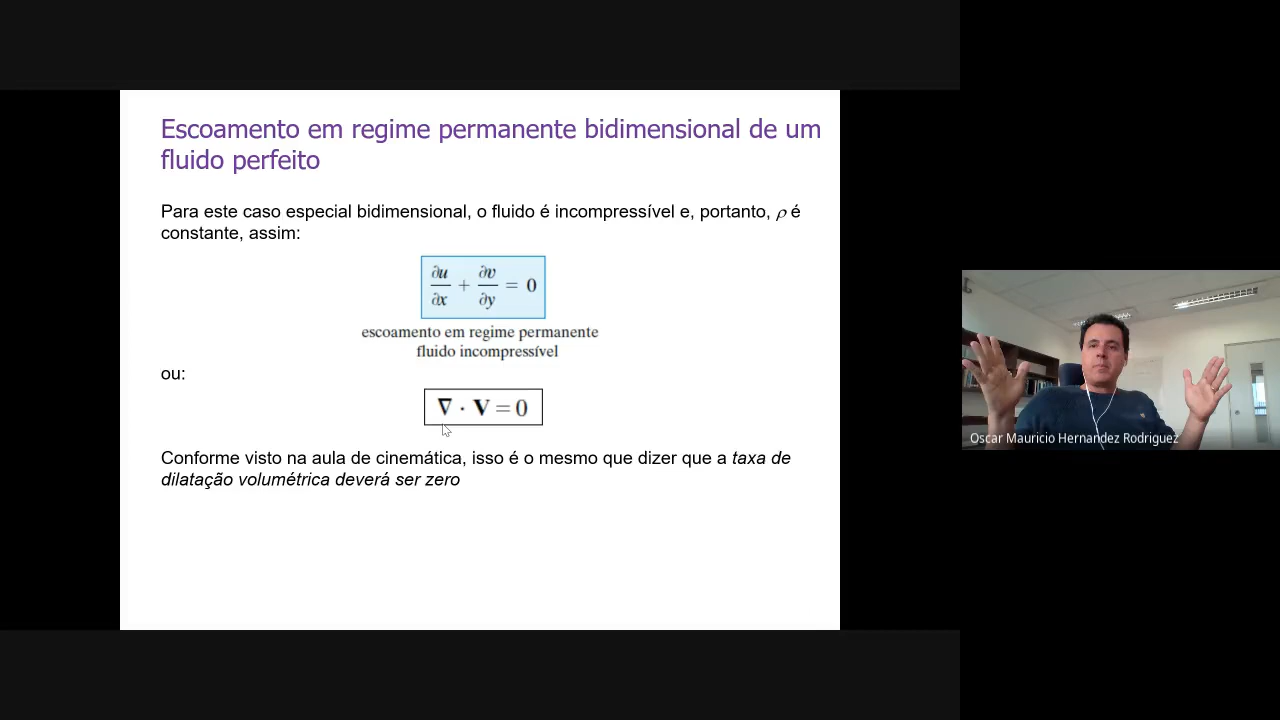 Escoamento em regime permanente bidimensional de um
fluido perfeito
Para este caso especial bidimensional, o fluido é incompressível e, portanto, ρ é
constante, assim:
∂u/∂x + ∂v/∂y = 0
escoamento em regime permanente
fluido incompressível
ou:
∇ · V = 0
Conforme visto na aula de cinemática, isso é o mesmo que dizer que a taxa de
dilatação volumétrica deverá ser zero
Oscar Mauricio Hernandez Rodriguez